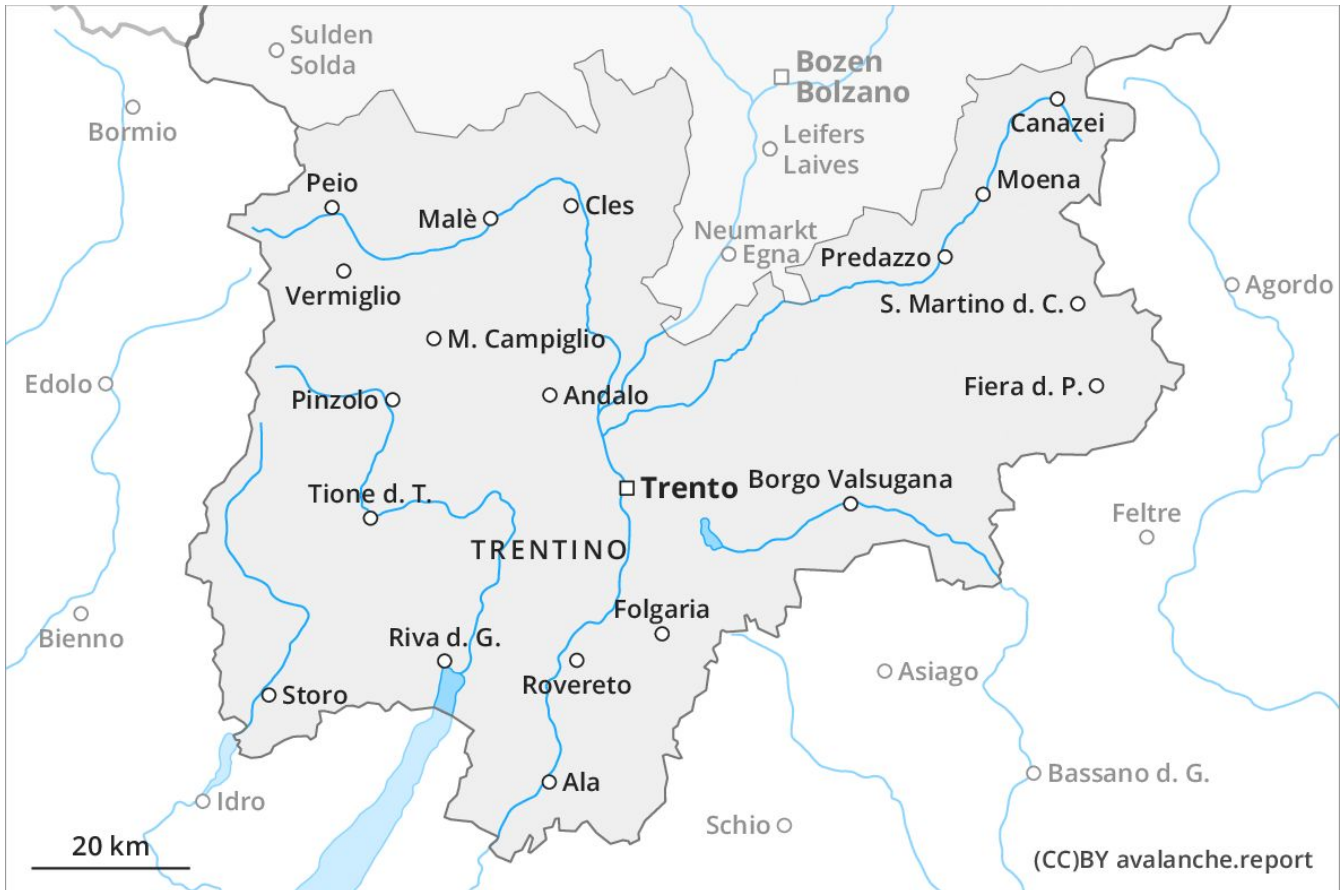 Sulden
Solda
Bozen
Bolzano
Bormio
Canazei
Leifers
Laives
Peio
Moena
Malè
Cles
Neumarkt
Egna
Predazzo
Vermiglio
Agordo
S. Martino d. C.
M. Campiglio
Edolo
Pinzolo
Andalo
Fiera d. P.
Trento
Borgo Valsugana
Tione d. T.
Feltre
TRENTINO
Folgaria
Bienno
Riva d. G.
Asiago
Rovereto
Storo
Bassano d. G.
Ala
Idro
Schio
20 km
(CC)BY avalanche.report